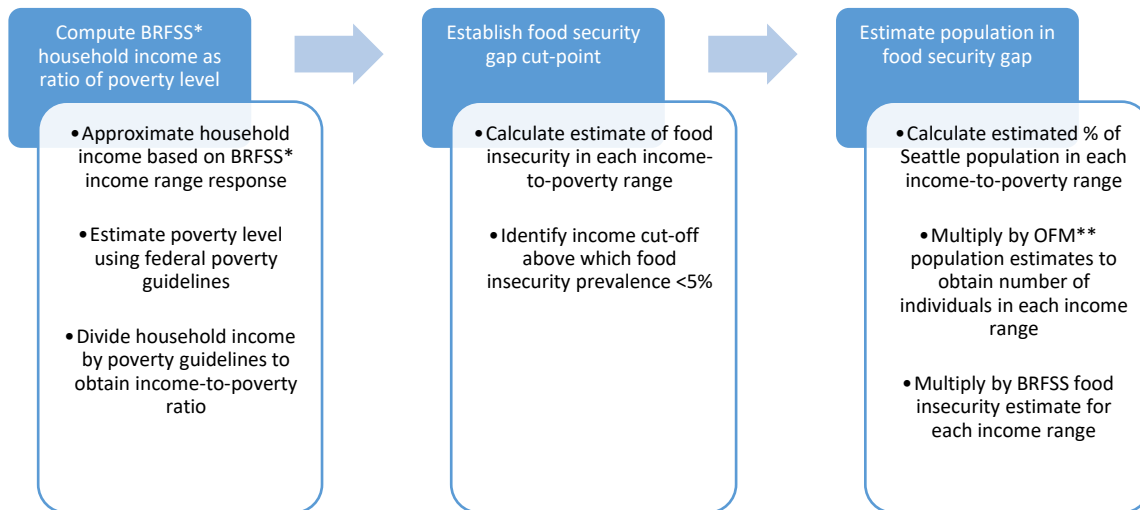 Compute BRFSS*
household income as
ratio of poverty level
•Approximate household
income based on BRFSS*
income range response
•Estimate poverty level
using federal poverty
guidelines
•Divide household income
by poverty guidelines to
obtain income-to-poverty
ratio
Establish food security
gap cut-point
•Calculate estimate of food
insecurity in each income-
to-poverty range
•Identify income cut-off
above which food
insecurity prevalence <5%
Estimate population in
food security gap
•Calculate estimated % of
Seattle population in each
income-to-poverty range
•Multiply by OFM**
population estimates to
obtain number of
individuals in each income
range
•Multiply by BRFSS food
insecurity estimate for
each income range